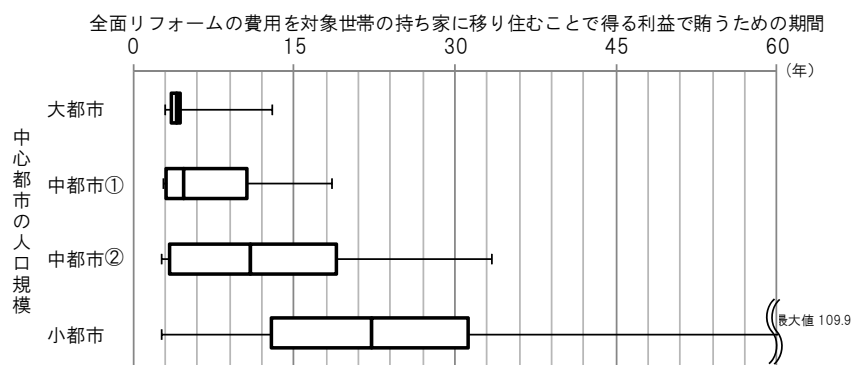 全面リフォームの費用を対象世帯の持ち家に移り住むことで得る利益で賄うための期間
0 15 30 45 60
(年)
中心都市の人口規模
大都市
中都市①
中都市②
小都市
最大値 109.9